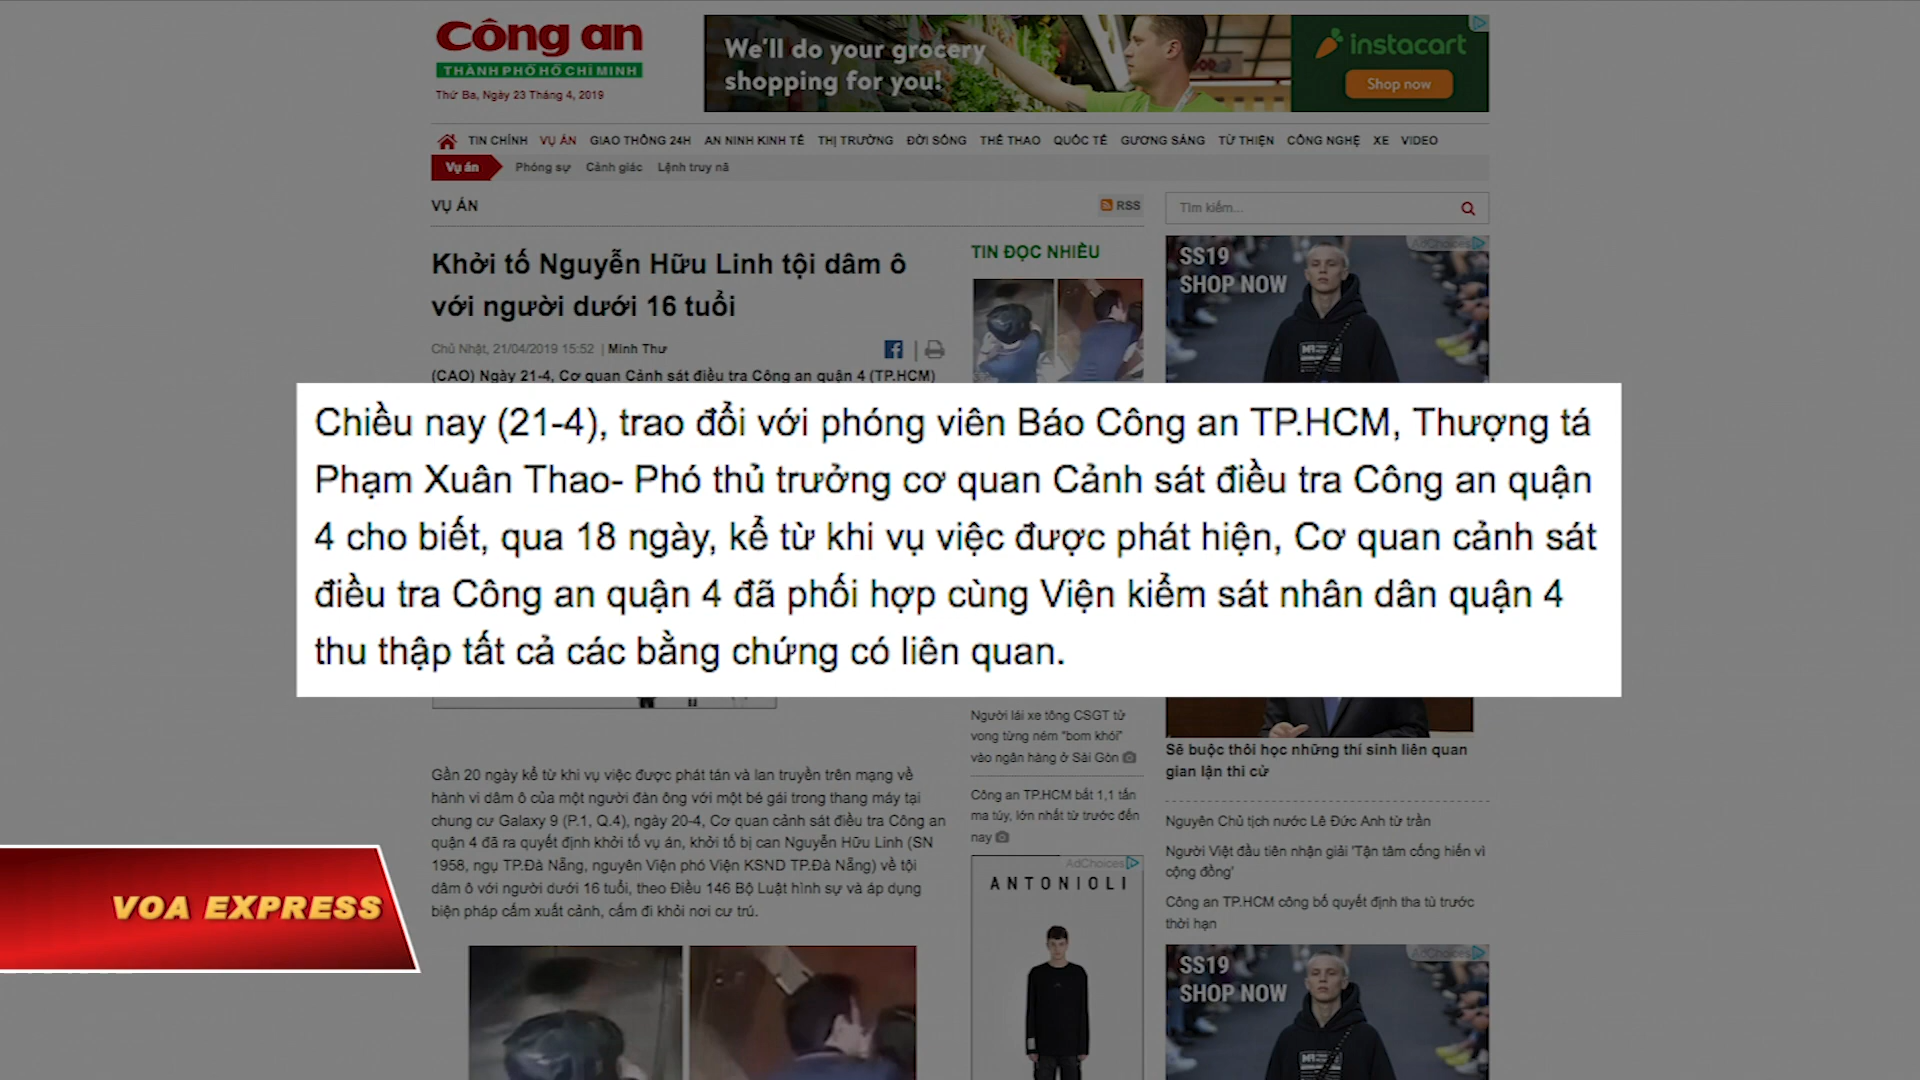 Công an
THÀNH PHỐ HỒ CHÍ MINH
Thứ Ba, Ngày 23 Tháng 4, 2019
We'll do your grocery
shopping for you!
instacart
Shop now
TIN CHÍNH VỤ ÁN GIAO THÔNG 24H AN NINH KINH TẾ THỊ TRƯỜNG ĐỜI SỐNG THỂ THAO QUỐC TẾ GƯƠNG SÁNG TỪ THIỆN CÔNG NGHỆ XE VIDEO
Vụ án Phóng sự Cảnh giác Lệnh truy nã
VỤ ÁN
RSS
Tìm kiếm...
Khởi tố Nguyễn Hữu Linh tội dâm ô
với người dưới 16 tuổi
Chủ Nhật, 21/04/2019 15:52 | Minh Thư
(CAO) Ngày 21-4, Cơ quan Cảnh sát điều tra Công an quận 4 (TP.HCM)
TIN ĐỌC NHIỀU
AdChoices
SS19
SHOP NOW
Chiều nay (21-4), trao đổi với phóng viên Báo Công an TP.HCM, Thượng tá
Phạm Xuân Thao- Phó thủ trưởng cơ quan Cảnh sát điều tra Công an quận
4 cho biết, qua 18 ngày, kể từ khi vụ việc được phát hiện, Cơ quan cảnh sát
điều tra Công an quận 4 đã phối hợp cùng Viện kiểm sát nhân dân quận 4
thu thập tất cả các bằng chứng có liên quan.
Gần 20 ngày kể từ khi vụ việc được phát tán và lan truyền trên mạng về
hành vi dâm ô của một người đàn ông với một bé gái trong thang máy tại
chung cư Galaxy 9 (P.1, Q.4), ngày 20-4, Cơ quan cảnh sát điều tra Công an
quận 4 đã ra quyết định khởi tố vụ án, khởi tố bị can Nguyễn Hữu Linh (SN
1958, ngụ TP.Đà Nẵng, nguyên Viện phó Viện KSND TP.Đà Nẵng) về tội
dâm ô với người dưới 16 tuổi, theo Điều 146 Bộ Luật hình sự và áp dụng
biện pháp cấm xuất cảnh, cấm đi khỏi nơi cư trú.
Người lái xe tông CSGT tử
vong từng ném "bom khói"
vào ngân hàng ở Sài Gòn
Công an TP.HCM bắt 1,1 tấn
ma túy, lớn nhất từ trước đến
nay
AdChoices
ANTONIOLI
Sẽ buộc thôi học những thí sinh liên quan
gian lận thi cử
Nguyên Chủ tịch nước Lê Đức Anh từ trần
Người Việt đầu tiên nhận giải 'Tận tâm cống hiến vì
cộng đồng'
Công an TP.HCM công bố quyết định tha tù trước
thời hạn
AdChoices
SS19
SHOP NOW
VOA EXPRESS